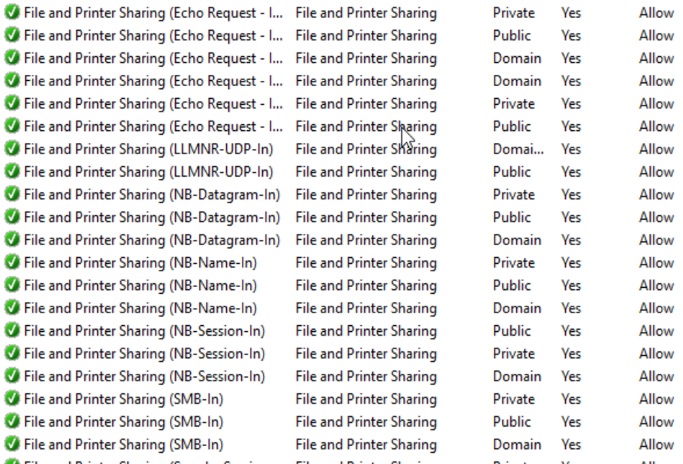 File and Printer Sharing (Echo Request - I... File and Printer Sharing Private Yes Allow
File and Printer Sharing (Echo Request - I... File and Printer Sharing Public Yes Allow
File and Printer Sharing (Echo Request - I... File and Printer Sharing Domain Yes Allow
File and Printer Sharing (Echo Request - I... File and Printer Sharing Domain Yes Allow
File and Printer Sharing (Echo Request - I... File and Printer Sharing Private Yes Allow
File and Printer Sharing (Echo Request - I... File and Printer Sharing Public Yes Allow
File and Printer Sharing (LLMNR-UDP-In) File and Printer Sharing Domai... Yes Allow
File and Printer Sharing (LLMNR-UDP-In) File and Printer Sharing Public Yes Allow
File and Printer Sharing (NB-Datagram-In) File and Printer Sharing Private Yes Allow
File and Printer Sharing (NB-Datagram-In) File and Printer Sharing Public Yes Allow
File and Printer Sharing (NB-Datagram-In) File and Printer Sharing Domain Yes Allow
File and Printer Sharing (NB-Name-In) File and Printer Sharing Private Yes Allow
File and Printer Sharing (NB-Name-In) File and Printer Sharing Public Yes Allow
File and Printer Sharing (NB-Name-In) File and Printer Sharing Domain Yes Allow
File and Printer Sharing (NB-Session-In) File and Printer Sharing Public Yes Allow
File and Printer Sharing (NB-Session-In) File and Printer Sharing Private Yes Allow
File and Printer Sharing (NB-Session-In) File and Printer Sharing Domain Yes Allow
File and Printer Sharing (SMB-In) File and Printer Sharing Private Yes Allow
File and Printer Sharing (SMB-In) File and Printer Sharing Public Yes Allow
File and Printer Sharing (SMB-In) File and Printer Sharing Domain Yes Allow